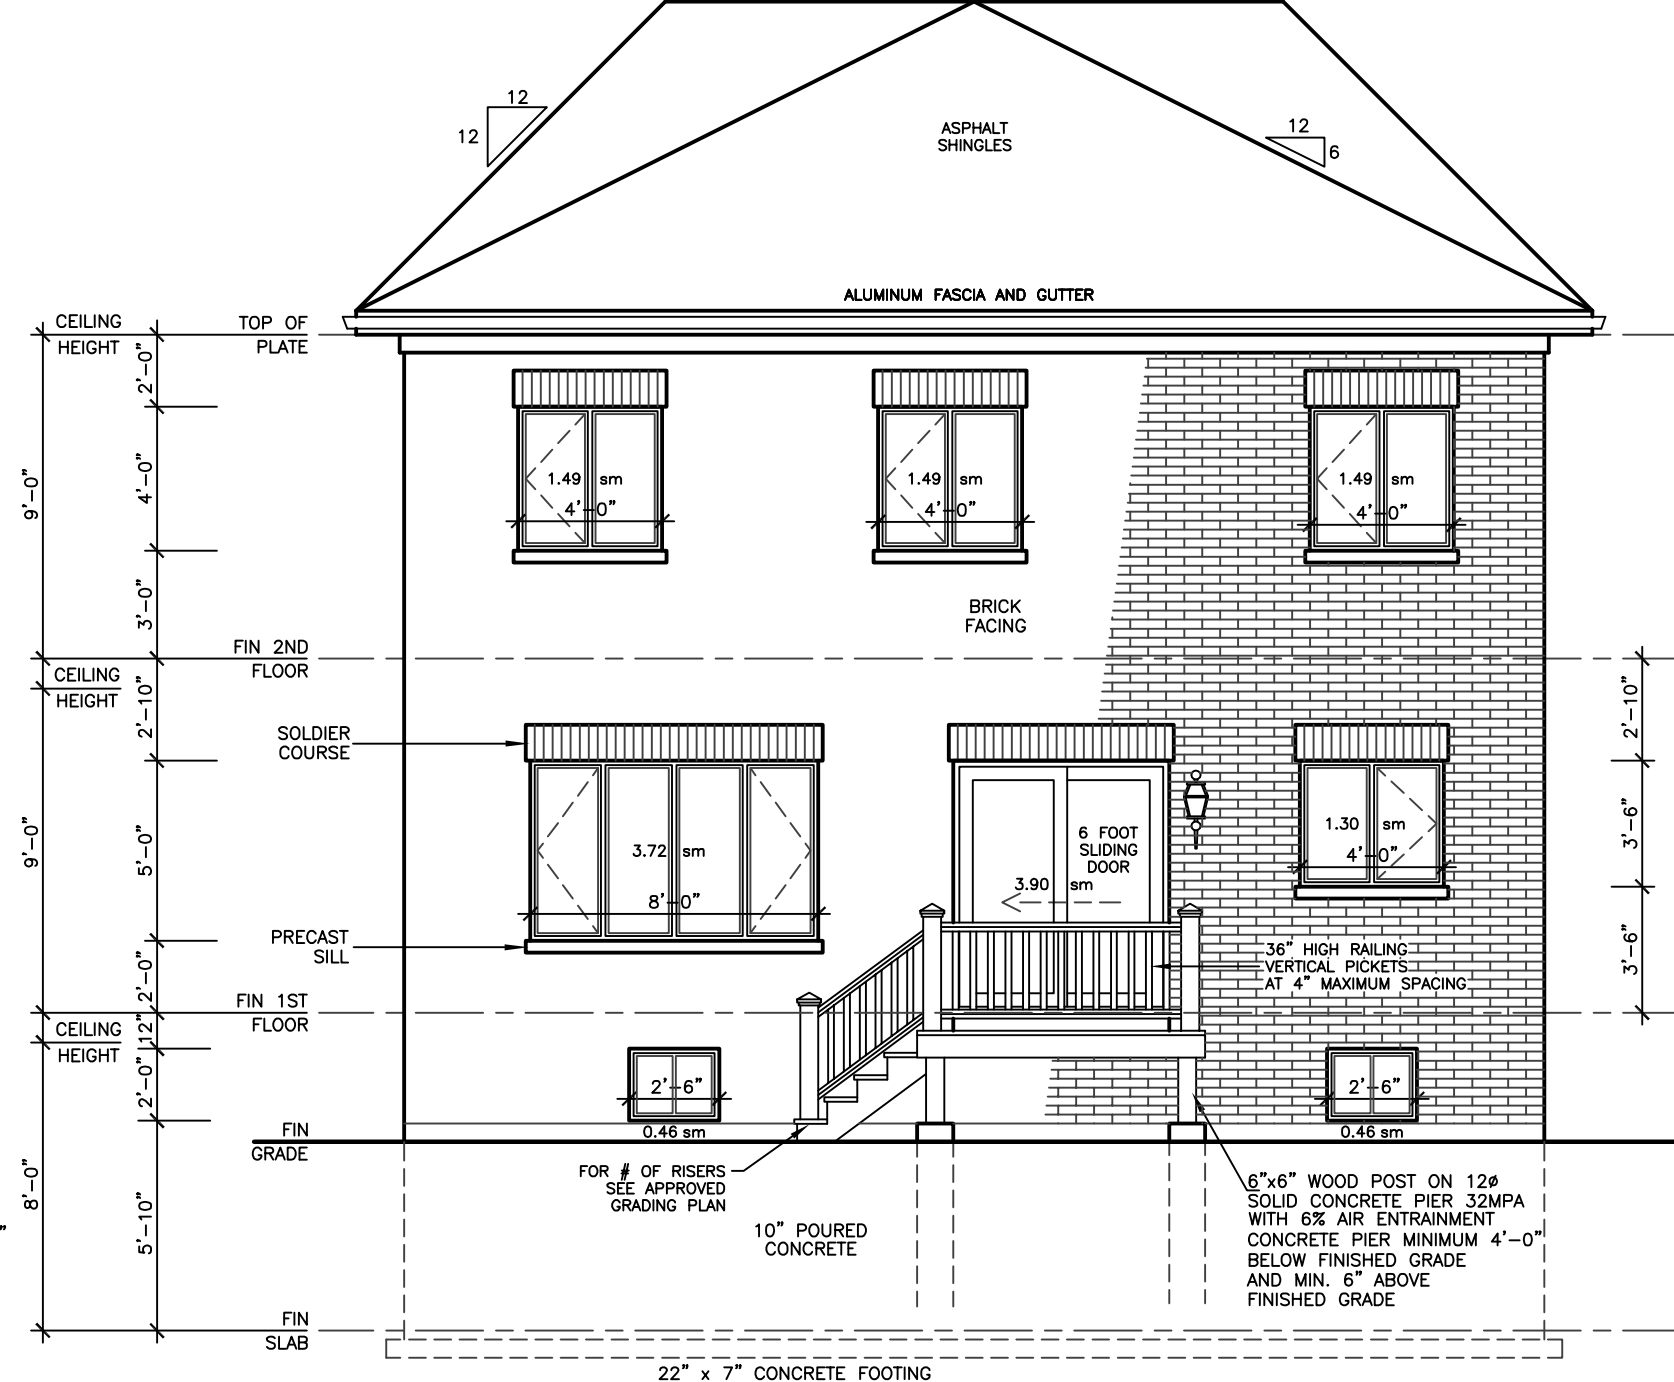 12
12
12
6
ASPHALT
SHINGLES
ALUMINUM FASCIA AND GUTTER
CEILING
HEIGHT
TOP OF
PLATE
2'-0"
4'-0"
3'-0"
9'-0"
1.49 sm
4'-0"
1.49 sm
4'-0"
1.49 sm
4'-0"
BRICK
FACING
FIN 2ND
FLOOR
CEILING
HEIGHT
2'-10"
2'-10"
SOLDIER
COURSE
9'-0"
5'-0"
3.72 sm
8'-0"
6 FOOT
SLIDING
DOOR
3.90 sm
1.30 sm
4'-0"
3'-6"
PRECAST
SILL
2'-0"
36" HIGH RAILING
VERTICAL PICKETS
AT 4" MAXIMUM SPACING
3'-6"
FIN 1ST
FLOOR
CEILING
HEIGHT
12"
2'-0"
2'-6"
0.46 sm
2'-6"
0.46 sm
FIN
GRADE
8'-0"
5'-10"
"
FOR # OF RISERS
SEE APPROVED
GRADING PLAN
10" POURED
CONCRETE
6"x6" WOOD POST ON 12ø
SOLID CONCRETE PIER 32MPA
WITH 6% AIR ENTRAINMENT
CONCRETE PIER MINIMUM 4'-0"
BELOW FINISHED GRADE
AND MIN. 6" ABOVE
FINISHED GRADE
FIN
SLAB
22" x 7" CONCRETE FOOTING